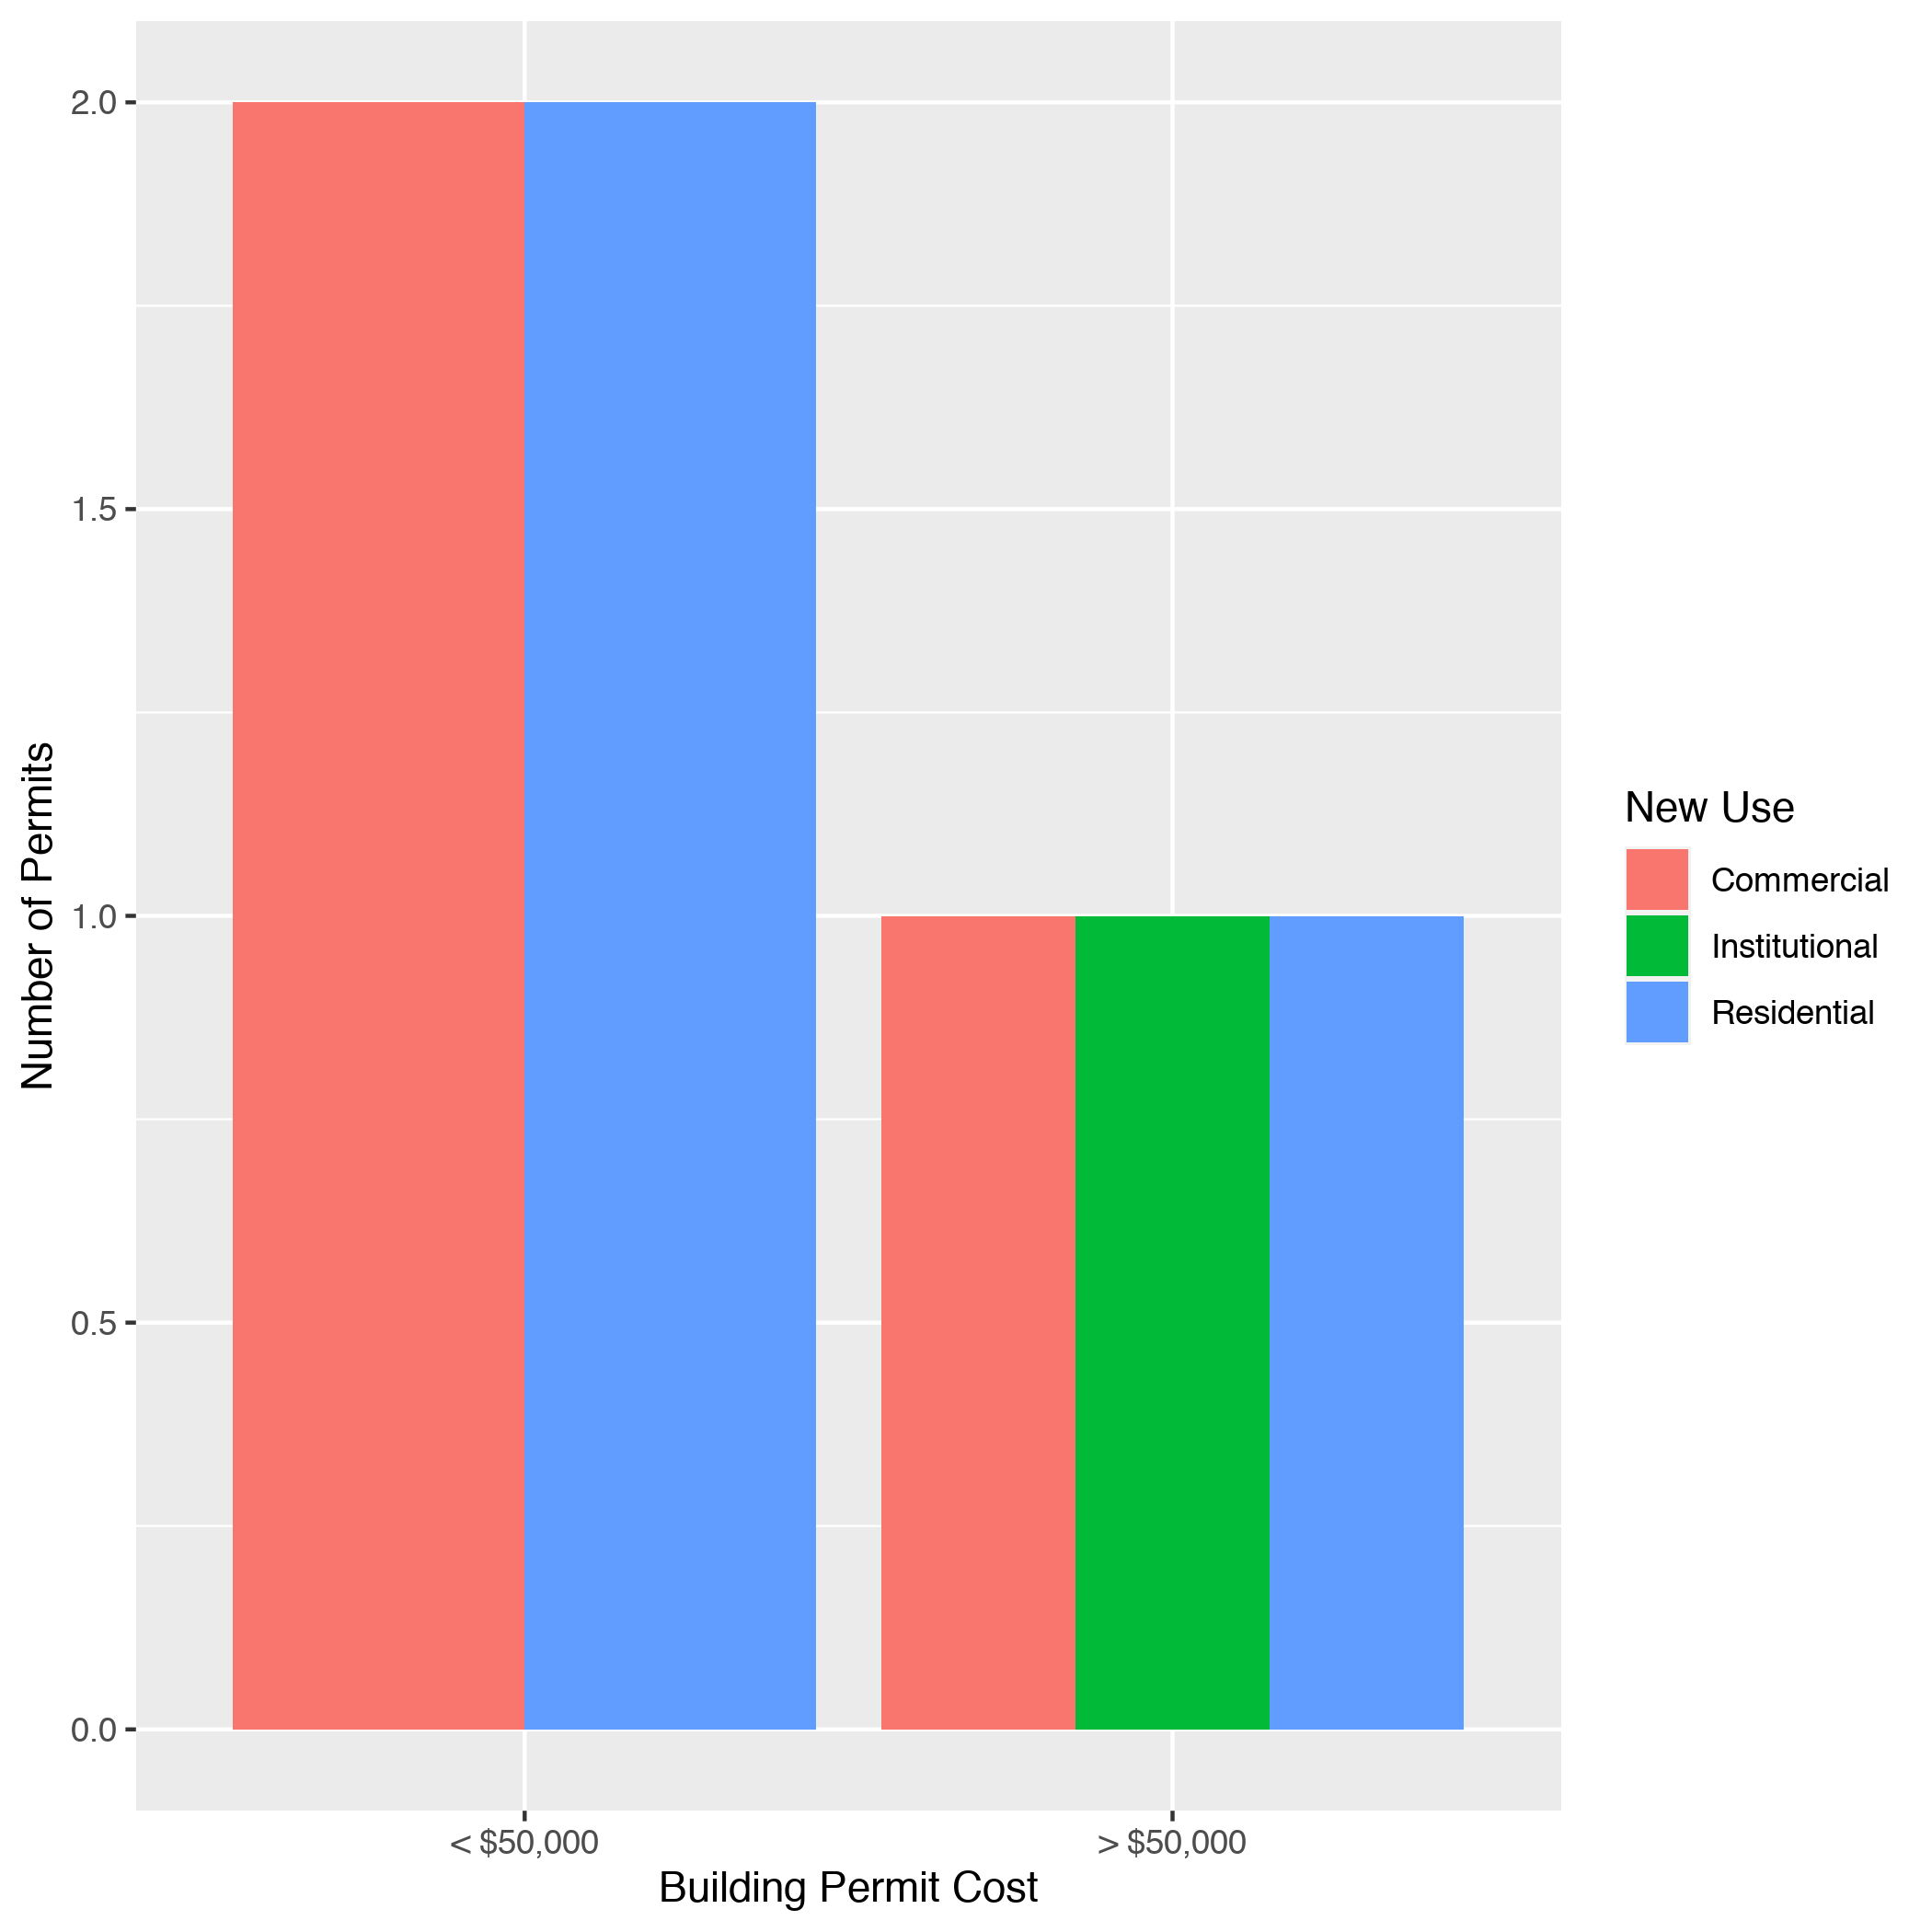 2.0
1.5
1.0
0.5
0.0
Number of Permits
< $50,000
> $50,000
Building Permit Cost
New Use
Commercial
Institutional
Residential